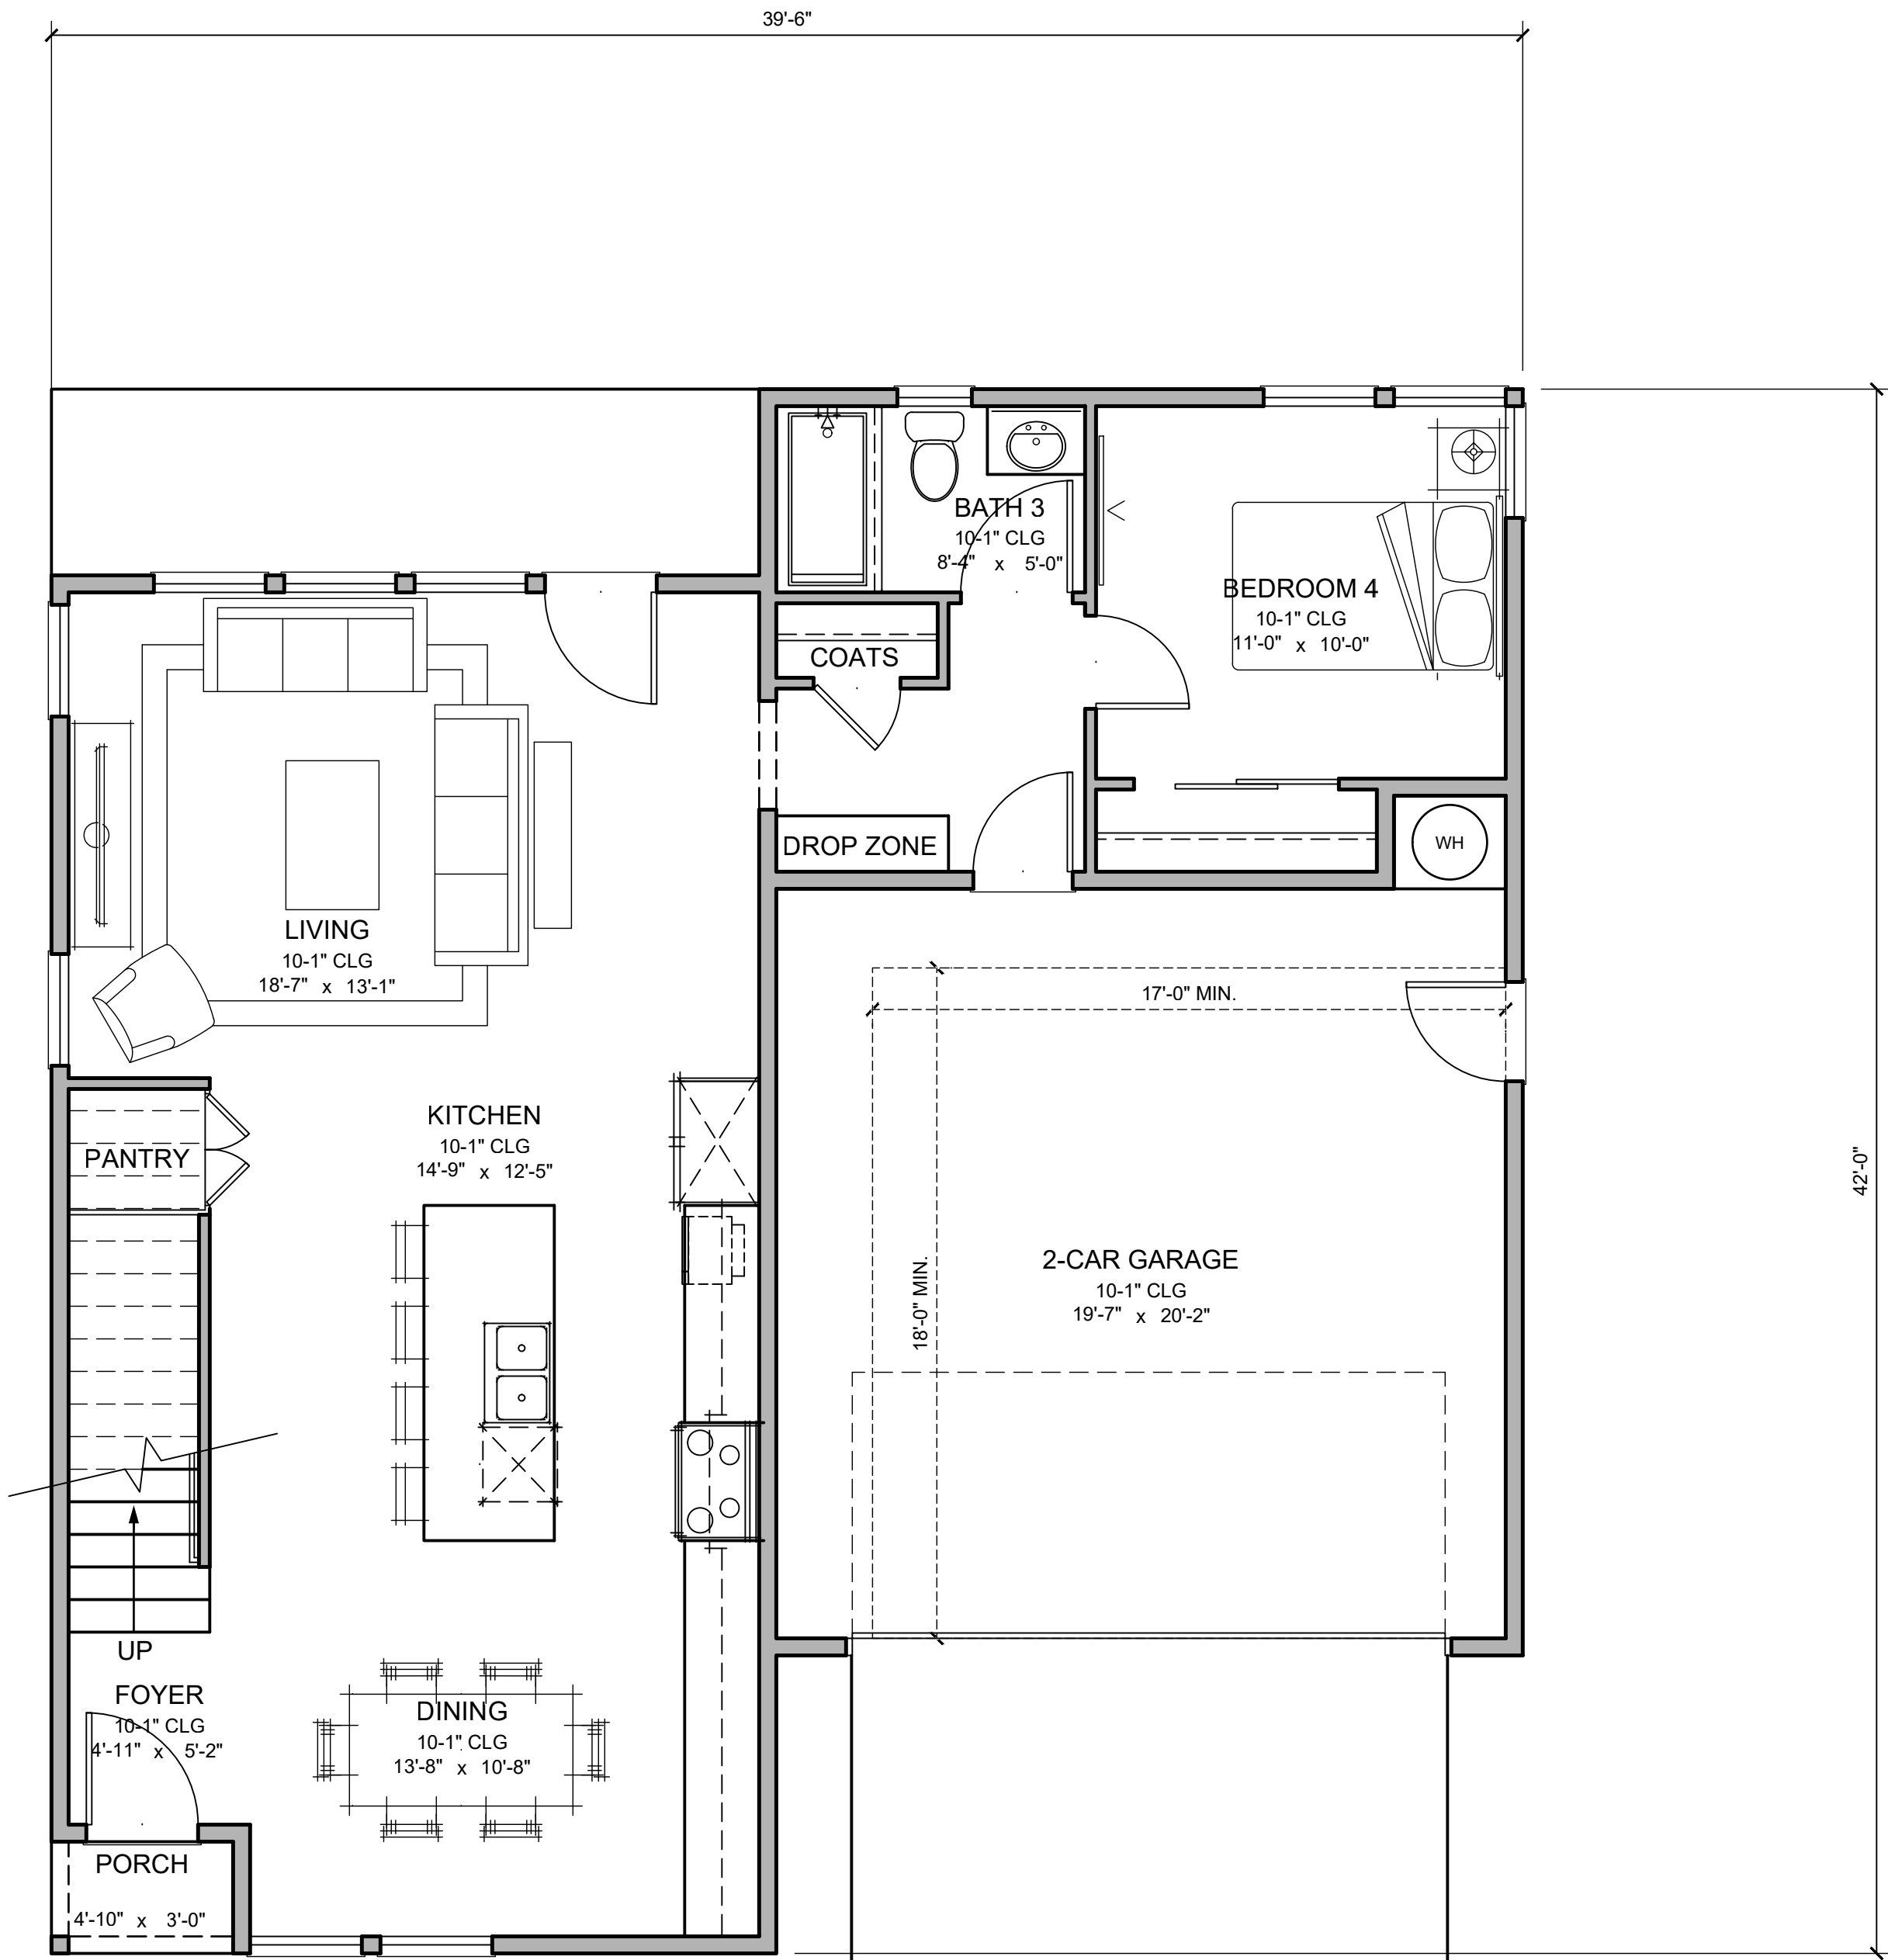 39'-6"
BATH 3
10-1" CLG
8'-4" x 5'-0"
BEDROOM 4
10-1" CLG
11'-0" x 10'-0"
COATS
DROP ZONE
WH
LIVING
10-1" CLG
18'-7" x 13'-1"
17'-0" MIN.
KITCHEN
10-1" CLG
14'-9" x 12'-5"
PANTRY
42'-0"
2-CAR GARAGE
10-1" CLG
19'-7" x 20'-2"
18'-0" MIN.
UP
FOYER
10-1" CLG
4'-11" x 5'-2"
DINING
10-1" CLG
13'-8" x 10'-8"
PORCH
4'-10" x 3'-0"